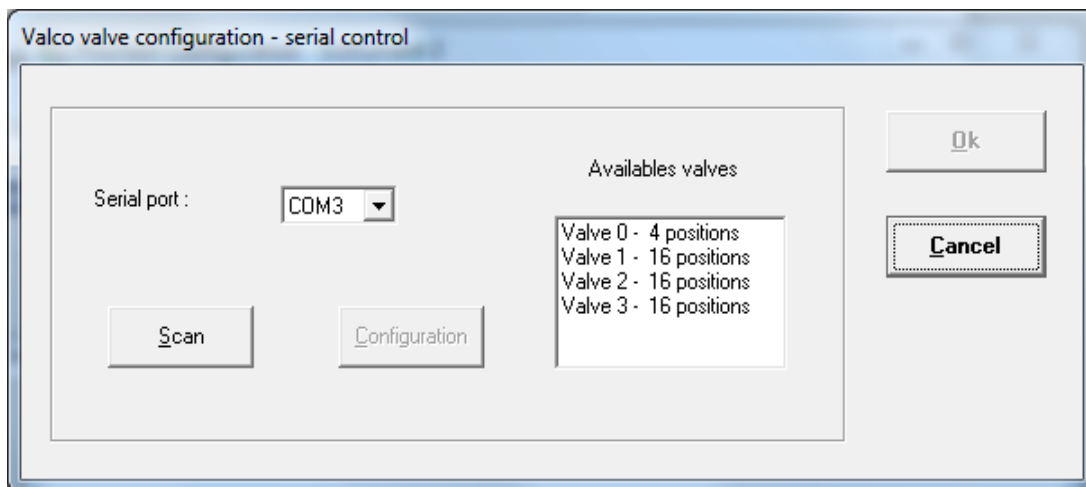 Valco valve configuration - serial control
Serial port :
COM3
Availables valves
Valve 0 - 4 positions
Valve 1 - 16 positions
Valve 2 - 16 positions
Valve 3 - 16 positions
Scan
Configuration
Ok
Cancel